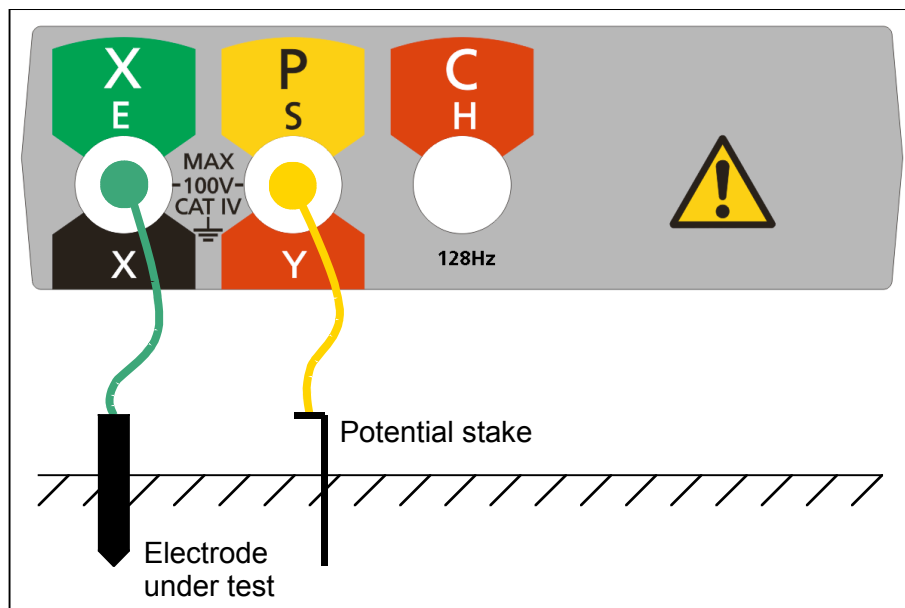 X
E
P
S
C
H
MAX
100V
CAT IV
X
Y
128Hz
!
Potential stake
Electrode
under test